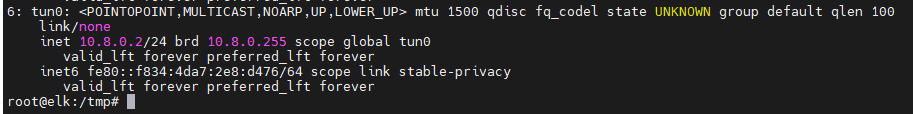 6: tun0: <POINTOPOINT,MULTICAST,NOARP,UP,LOWER_UP> mtu 1500 qdisc fq_codel state UNKNOWN group default qlen 100
link/none
inet 10.8.0.2/24 brd 10.8.0.255 scope global tun0
valid_lft forever preferred_lft forever
inet6 fe80::f834:4da7:2e8:d476/64 scope link stable-privacy
valid_lft forever preferred_lft forever
root@elk:/tmp#